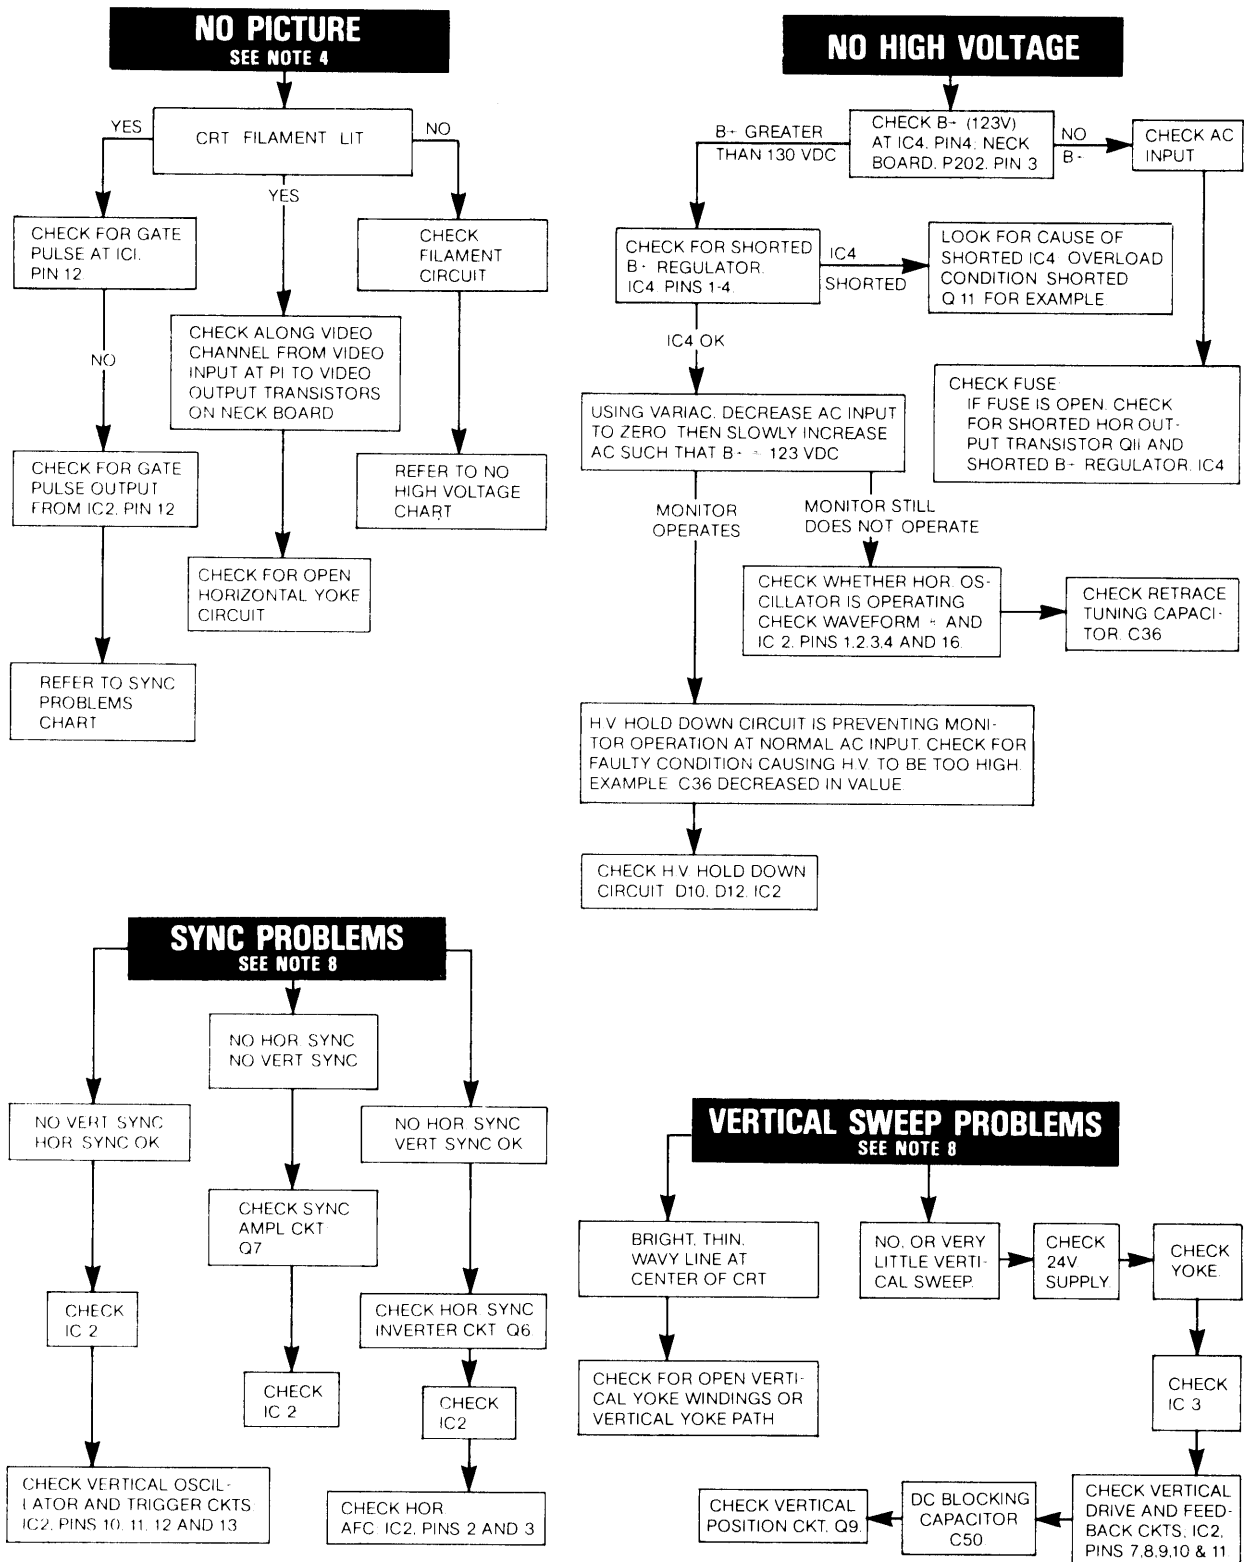 NO PICTURE
SEE NOTE 4
YES
CRT FILAMENT LIT
NO
YES
CHECK FOR GATE
PULSE AT IC1,
PIN 12
CHECK
FILAMENT
CIRCUIT
NO
CHECK ALONG VIDEO
CHANNEL FROM VIDEO
INPUT AT P1 TO VIDEO
OUTPUT TRANSISTORS
ON NECK BOARD
CHECK FOR GATE
PULSE OUTPUT
FROM IC2, PIN 12
REFER TO NO
HIGH VOLTAGE
CHART
CHECK FOR OPEN
HORIZONTAL YOKE
CIRCUIT
REFER TO SYNC
PROBLEMS
CHART
NO HIGH VOLTAGE
B+ GREATER
THAN 130 VDC
CHECK B+ (123V)
AT IC4, PIN4; NECK
BOARD, P202, PIN 3
NO
B+
CHECK AC
INPUT
CHECK FOR SHORTED
B+ REGULATOR.
IC4 PINS 1-4.
IC4
SHORTED
LOOK FOR CAUSE OF
SHORTED IC4 OVERLOAD
CONDITION SHORTED
Q 11 FOR EXAMPLE
IC4 OK
CHECK FUSE
IF FUSE IS OPEN, CHECK
FOR SHORTED HOR OUT-
PUT TRANSISTOR Q11 AND
SHORTED B+ REGULATOR, IC4
USING VARIAC, DECREASE AC INPUT
TO ZERO THEN SLOWLY INCREASE
AC SUCH THAT B+ = 123 VDC
MONITOR
OPERATES
MONITOR STILL
DOES NOT OPERATE
CHECK WHETHER HOR. OS-
CILLATOR IS OPERATING
CHECK WAVEFORM AND
IC 2, PINS 1,2,3,4 AND 16.
CHECK RETRACE
TUNING CAPACI-
TOR. C36
H.V. HOLD DOWN CIRCUIT IS PREVENTING MONI-
TOR OPERATION AT NORMAL AC INPUT. CHECK FOR
FAULTY CONDITION CAUSING H.V. TO BE TOO HIGH.
EXAMPLE C36 DECREASED IN VALUE
CHECK H.V. HOLD DOWN
CIRCUIT D10, D12, IC2
SYNC PROBLEMS
SEE NOTE 8
NO HOR. SYNC
NO VERT SYNC
NO VERT SYNC
HOR SYNC OK
NO HOR. SYNC
VERT SYNC OK
CHECK SYNC
AMPL CKT
Q7
CHECK
IC 2
CHECK HOR. SYNC
INVERTER CKT Q6
CHECK
IC 2
CHECK
IC2
CHECK VERTICAL OSCIL-
LATOR AND TRIGGER CKTS
IC2, PINS 10, 11, 12 AND 13
CHECK HOR.
AFC IC2, PINS 2 AND 3
VERTICAL SWEEP PROBLEMS
SEE NOTE 8
BRIGHT, THIN,
WAVY LINE AT
CENTER OF CRT
NO, OR VERY
LITTLE VERTI-
CAL SWEEP.
CHECK
24V
SUPPLY.
CHECK
YOKE.
CHECK FOR OPEN VERTI-
CAL YOKE WINDINGS OR
VERTICAL YOKE PATH
CHECK
IC 3
CHECK VERTICAL
DRIVE AND FEED-
BACK CKTS; IC2,
PINS 7,8,9,10 & 11
DC BLOCKING
CAPACITOR
C50
CHECK VERTICAL
POSITION CKT, Q9.